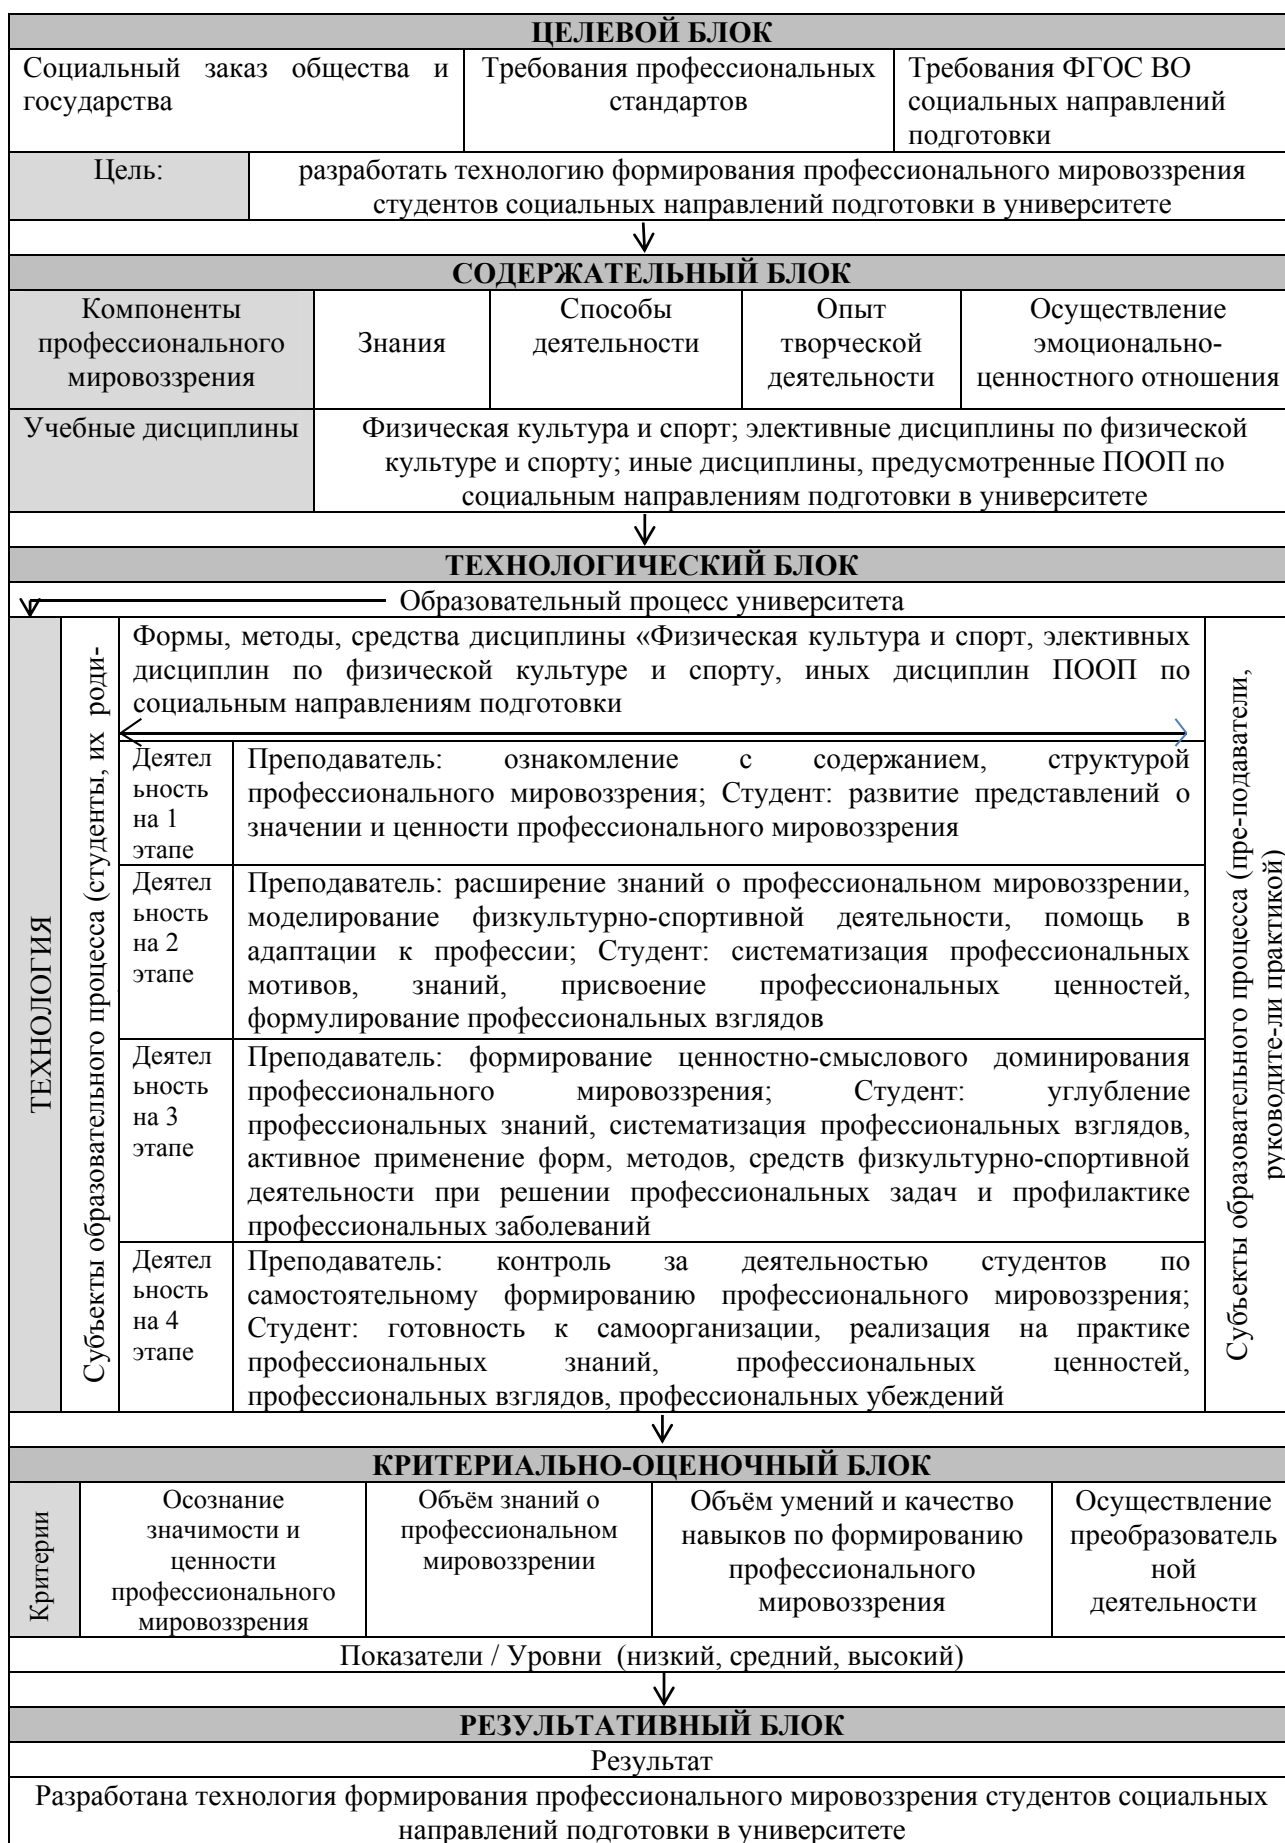 ЦЕЛЕВОЙ БЛОК
Социальный заказ общества и
государства
Требования профессиональных
стандартов
Требования ФГОС ВО
социальных направлений
подготовки
Цель:
разработать технологию формирования профессионального мировоззрения
студентов социальных направлений подготовки в университете
СОДЕРЖАТЕЛЬНЫЙ БЛОК
Компоненты
профессионального
мировоззрения
Знания
Способы
деятельности
Опыт
творческой
деятельности
Осуществление
эмоционально-
ценностного отношения
Учебные дисциплины
Физическая культура и спорт; элективные дисциплины по физической
культуре и спорту; иные дисциплины, предусмотренные ПООП по
социальным направлениям подготовки в университете
ТЕХНОЛОГИЧЕСКИЙ БЛОК
Образовательный процесс университета
ТЕХНОЛОГИЯ
Субъекты образовательного процесса (студенты, их роди-
Формы, методы, средства дисциплины «Физическая культура и спорт, элективных
дисциплин по физической культуре и спорту, иных дисциплин ПООП по
социальным направлениям подготовки
Деятел
ьность
на 1
этапе
Преподаватель: ознакомление с содержанием, структурой
профессионального мировоззрения; Студент: развитие представлений о
значении и ценности профессионального мировоззрения
Деятел
ьность
на 2
этапе
Преподаватель: расширение знаний о профессиональном мировоззрении,
моделирование физкультурно-спортивной деятельности, помощь в
адаптации к профессии; Студент: систематизация профессиональных
мотивов, знаний, присвоение профессиональных ценностей,
формулирование профессиональных взглядов
Деятел
ьность
на 3
этапе
Преподаватель: формирование ценностно-смыслового доминирования
профессионального мировоззрения; Студент: углубление
профессиональных знаний, систематизация профессиональных взглядов,
активное применение форм, методов, средств физкультурно-спортивной
деятельности при решении профессиональных задач и профилактике
профессиональных заболеваний
Деятел
ьность
на 4
этапе
Преподаватель: контроль за деятельностью студентов по
самостоятельному формированию профессионального мировоззрения;
Студент: готовность к самоорганизации, реализация на практике
профессиональных знаний, профессиональных ценностей,
профессиональных взглядов, профессиональных убеждений
Субъекты образовательного процесса (пре-подаватели,
руководите-ли практикой)
КРИТЕРИАЛЬНО-ОЦЕНОЧНЫЙ БЛОК
Критерии
Осознание
значимости и
ценности
профессионального
мировоззрения
Объём знаний о
профессиональном
мировоззрении
Объём умений и качество
навыков по формированию
профессионального
мировоззрения
Осуществление
преобразователь
ной
деятельности
Показатели / Уровни (низкий, средний, высокий)
РЕЗУЛЬТАТИВНЫЙ БЛОК
Результат
Разработана технология формирования профессионального мировоззрения студентов социальных
направлений подготовки в университете